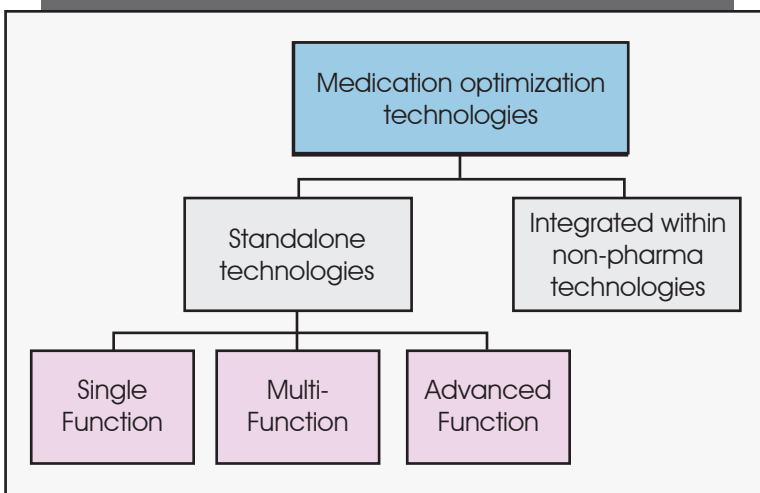 Medication optimization
technologies
Standalone
technologies
Integrated within
non-pharma
technologies
Single
Function
Multi-
Function
Advanced
Function